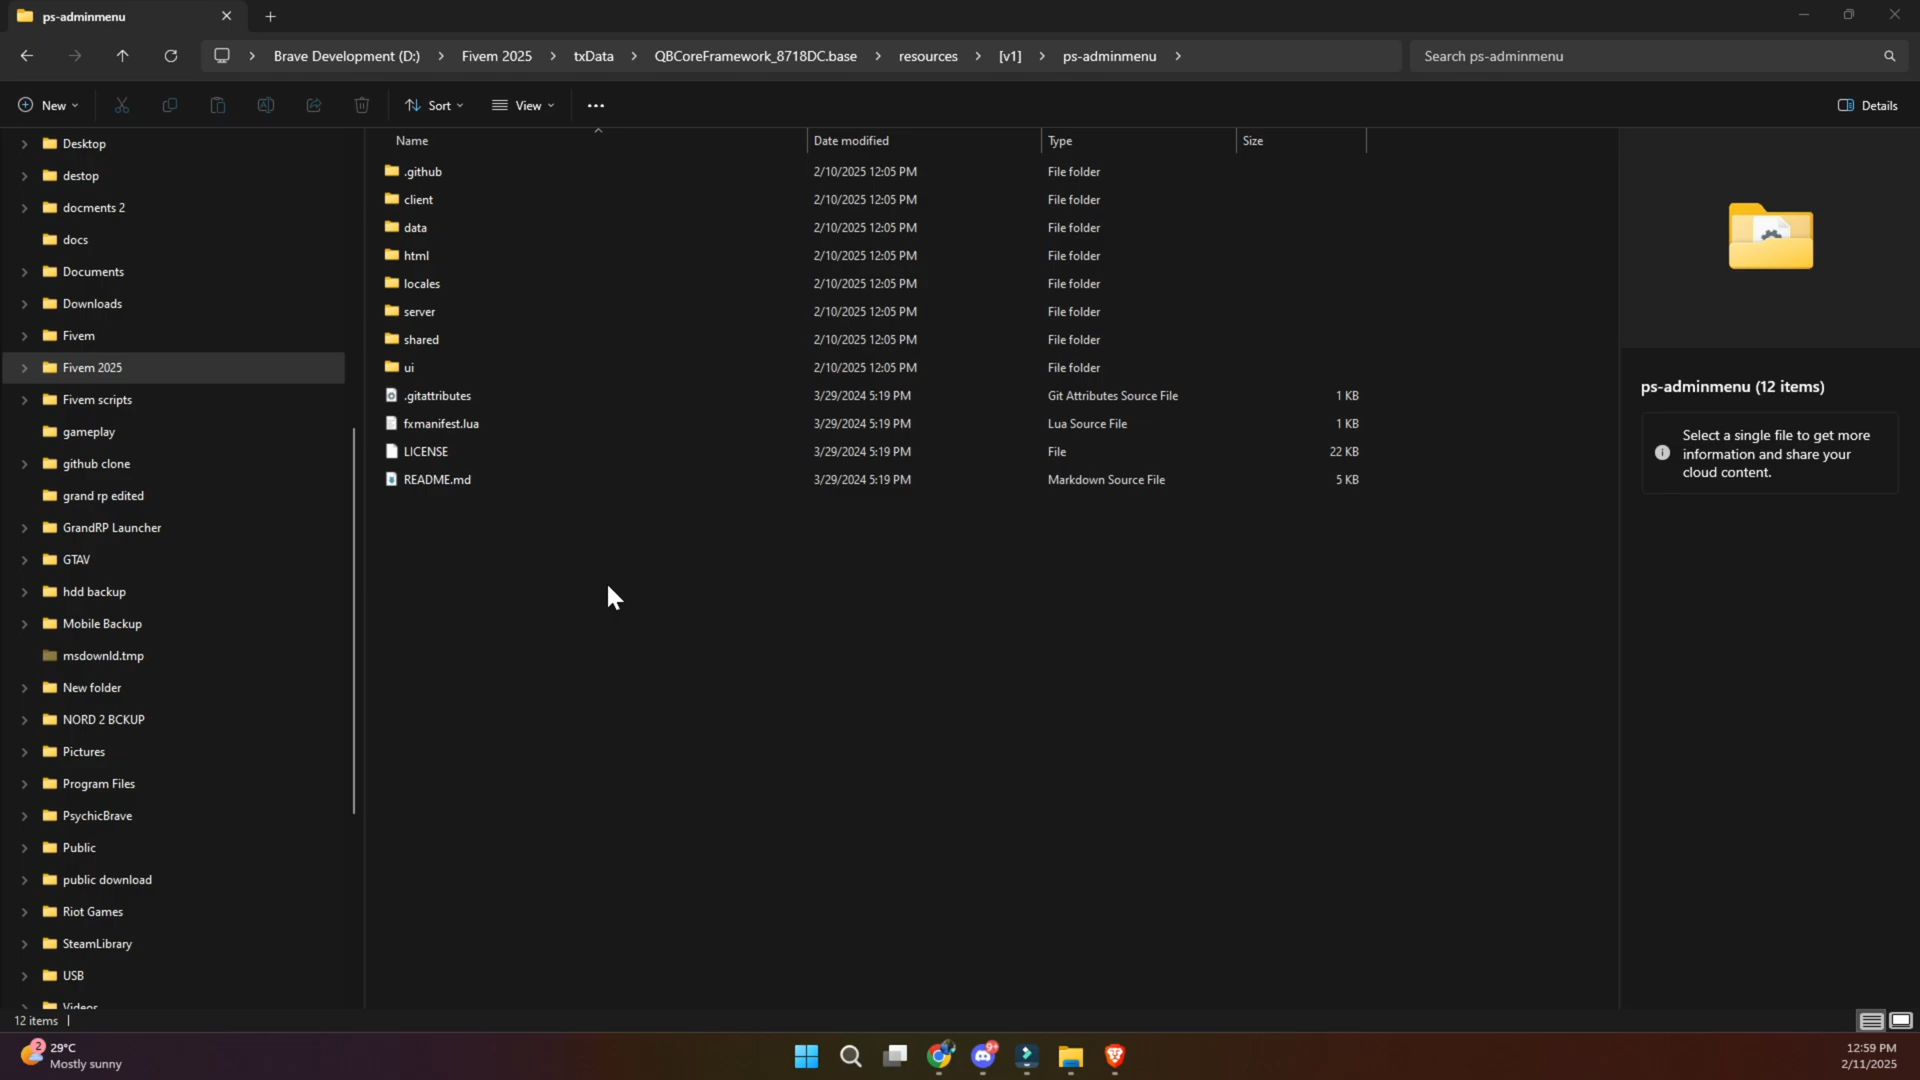 ps-adminmenu
Brave Development (D:) > Fivem 2025 > txData > QBCoreFramework_8718DC.base > resources > [v1] > ps-adminmenu >
Search ps-adminmenu
New
Sort
View
Details
Desktop
destop
docments 2
docs
Documents
Downloads
Fivem
Fivem 2025
Fivem scripts
gameplay
github clone
grand rp edited
GrandRP Launcher
GTAV
hdd backup
Mobile Backup
msdownld.tmp
New folder
NORD 2 BCKUP
Pictures
Program Files
PsychicBrave
Public
public download
Riot Games
SteamLibrary
USB
Videos
Name Date modified Type Size
.github 2/10/2025 12:05 PM File folder
client 2/10/2025 12:05 PM File folder
data 2/10/2025 12:05 PM File folder
html 2/10/2025 12:05 PM File folder
locales 2/10/2025 12:05 PM File folder
server 2/10/2025 12:05 PM File folder
shared 2/10/2025 12:05 PM File folder
ui 2/10/2025 12:05 PM File folder
.gitattributes 3/29/2024 5:19 PM Git Attributes Source File 1 KB
fxmanifest.lua 3/29/2024 5:19 PM Lua Source File 1 KB
LICENSE 3/29/2024 5:19 PM File 22 KB
README.md 3/29/2024 5:19 PM Markdown Source File 5 KB
ps-adminmenu (12 items)
Select a single file to get more
information and share your
cloud content.
12 items
2
29°C
Mostly sunny
9+
12:59 PM
2/11/2025